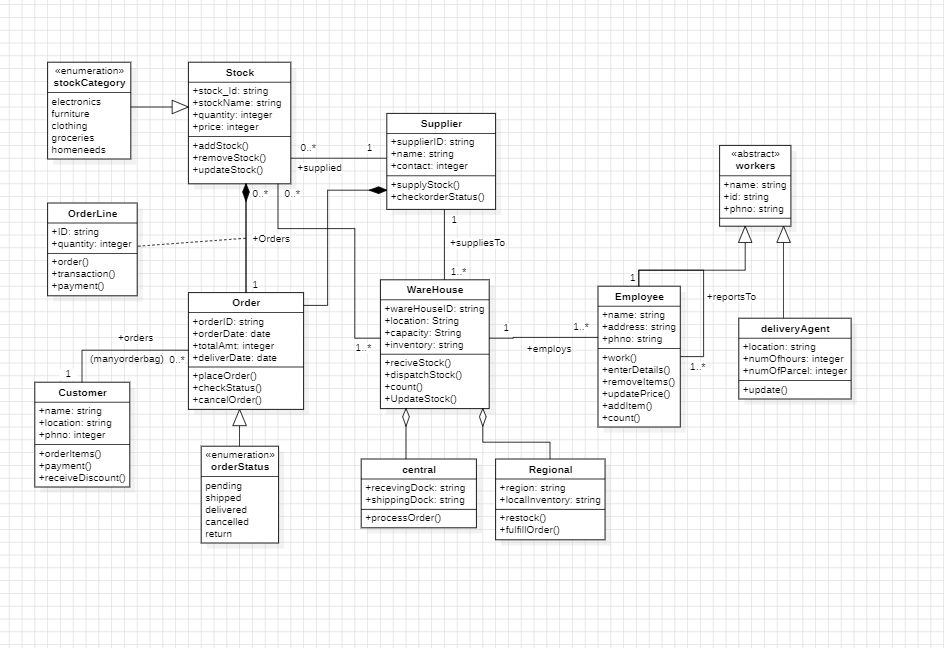 «enumeration»
stockCategory
electronics
furniture
clothing
groceries
homeneeds
Stock
+stock_Id: string
+stockName: string
+quantity: integer
+price: integer
+addStock()
+removeStock()
+updateStock()
0..*
1
+supplied
Supplier
+supplierID: string
+name: string
+contact: integer
+supplyStock()
+checkorderStatus()
«abstract»
workers
+name: string
+id: string
+phno: string
0..*
0..*
OrderLine
+ID: string
+quantity: integer
+order()
+transaction()
+payment()
+Orders
1
1
+suppliesTo
1..*
Order
+orderID: string
+orderDate: date
+totalAmt: integer
+deliverDate: date
+placeOrder()
+checkStatus()
+cancelOrder()
WareHouse
+wareHouseID: string
+location: String
+capacity: String
+inventory: string
+reciveStock()
+dispatchStock()
+count()
+UpdateStock()
1..*
1
1..*
+employs
1
Employee
+name: string
+address: string
+phno: string
+work()
+enterDetails()
+removeItems()
+updatePrice()
+addItem()
+count()
+reportsTo
1..*
deliveryAgent
+location: string
+numOfhours: integer
+numOfParcel: integer
+update()
+orders
(manyorderbag)
0..*
1
Customer
+name: string
+location: string
+phno: integer
+orderItems()
+payment()
+receiveDiscount()
«enumeration»
orderStatus
pending
shipped
delivered
cancelled
return
central
+recevingDock: string
+shippingDock: string
+processOrder()
Regional
+region: string
+localInventory: string
+restock()
+fulfillOrder()